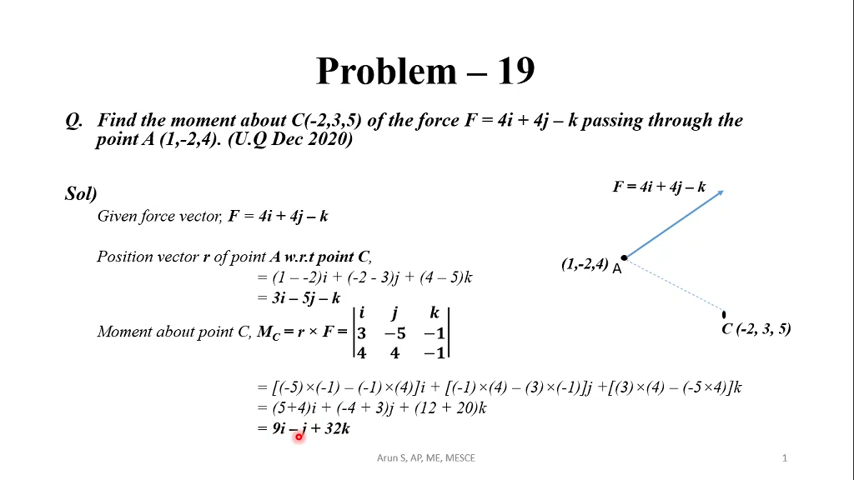 Problem – 19
Q. Find the moment about C(-2,3,5) of the force F = 4i + 4j – k passing through the
point A (1,-2,4). (U.Q Dec 2020)
Sol)
Given force vector, F = 4i + 4j – k
Position vector r of point A w.r.t point C,
= (1 – -2)i + (-2 - 3)j + (4 – 5)k
= 3i – 5j – k
Moment about point C, M_C = r × F = | i j k |
| 3 −5 −1 |
| 4 4 −1 |
= [(-5)×(-1) – (-1)×(4)]i + [(-1)×(4) – (3)×(-1)]j +[(3)×(4) – (-5×4)]k
= (5+4)i + (-4 + 3)j + (12 + 20)k
= 9i – j + 32k
F = 4i + 4j – k
(1,-2,4) A
C (-2, 3, 5)
Arun S, AP, ME, MESCE
1